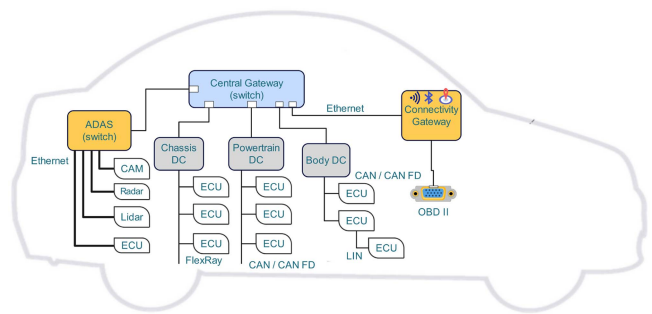 Central Gateway
(switch)
Ethernet
Connectivity
Gateway
ADAS
(switch)
Ethernet
CAM
Radar
Lidar
ECU
Chassis
DC
ECU
ECU
ECU
FlexRay
Powertrain
DC
ECU
ECU
ECU
CAN / CAN FD
Body DC
CAN / CAN FD
ECU
ECU
LIN
ECU
OBD II